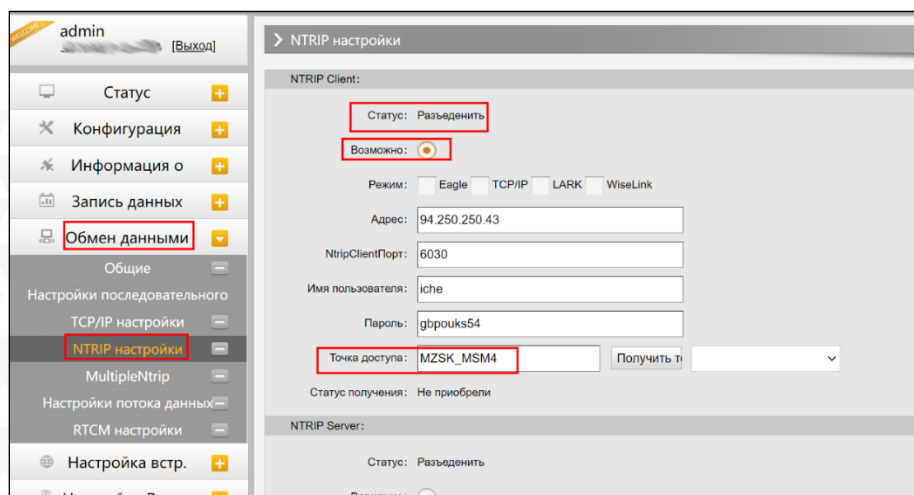 WELCOME
admin
[Выход]
Статус
Конфигурация
Информация о
Запись данных
Обмен данными
Общие
Настройки последовательного
TCP/IP настройки
NTRIP настройки
MultipleNtrip
Настройки потока данных
RTCM настройки
Настройка встр.
NTRIP настройки
NTRIP Client:
Статус: Разъеденить
Возможно:
Режим: Eagle TCP/IP LARK WiseLink
Адрес: 94.250.250.43
NtripClientПорт: 6030
Имя пользователя: iche
Пароль: gbpouks54
Точка доступа: MZSK_MSM4 Получить т
Статус получения: Не приобрели
NTRIP Server:
Статус: Разъеденить